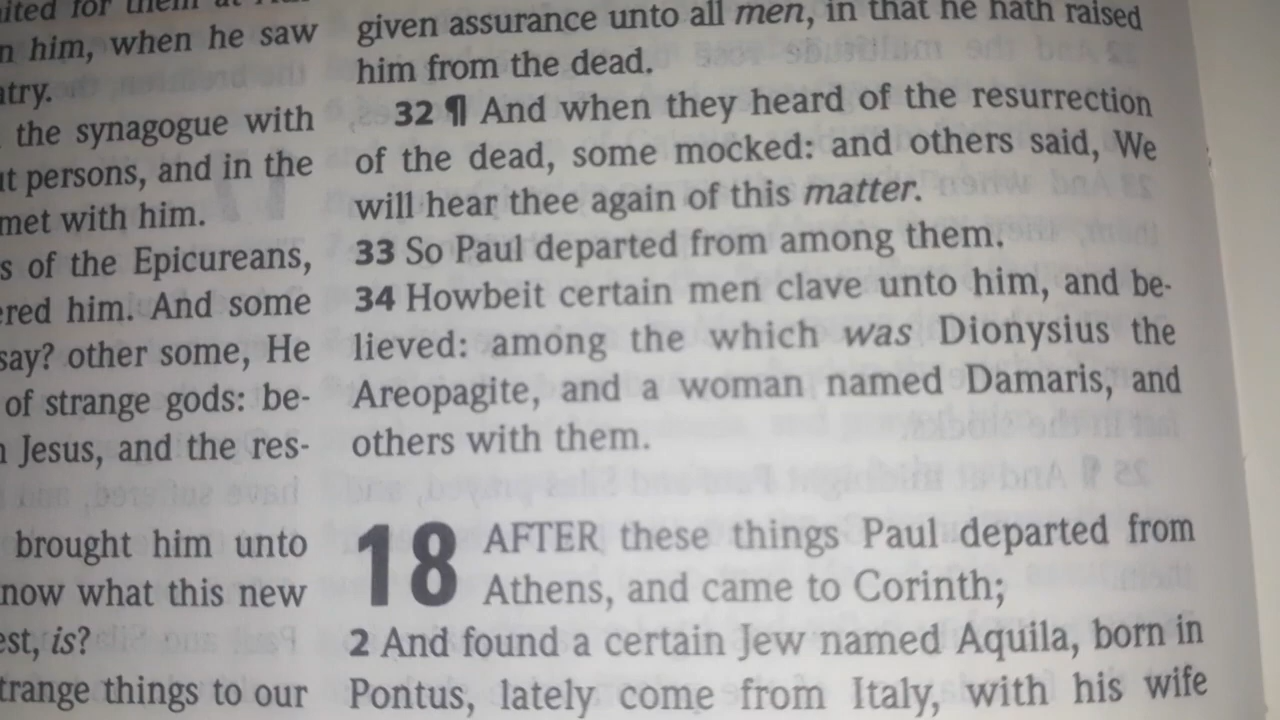 n him, when he saw
atry.
the synagogue with
ut persons, and in the
met with him.
s of the Epicureans,
ered him. And some
say? other some, He
of strange gods: be-
n Jesus, and the res-
brought him unto
now what this new
est, is?
trange things to our
given assurance unto all men, in that he hath raised
him from the dead.
32 ¶ And when they heard of the resurrection
of the dead, some mocked: and others said, We
will hear thee again of this matter.
33 So Paul departed from among them.
34 Howbeit certain men clave unto him, and be-
lieved: among the which was Dionysius the
Areopagite, and a woman named Damaris, and
others with them.
18 AFTER these things Paul departed from
Athens, and came to Corinth;
2 And found a certain Jew named Aquila, born in
Pontus, lately come from Italy, with his wife